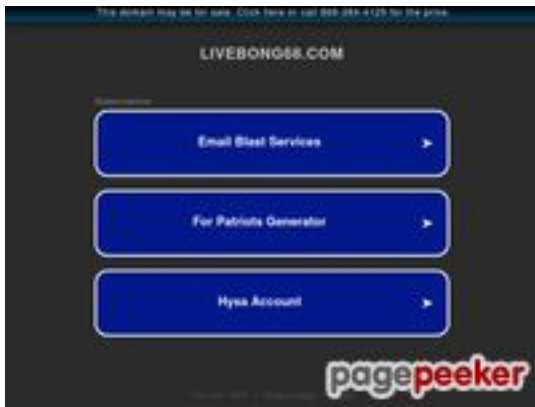 This domain may be for sale. Click here or call 866-284-4125 for the price.
LIVEBONG68.COM
Email Blast Services
For Patriots Generator
Hysa Account
pagepeeker